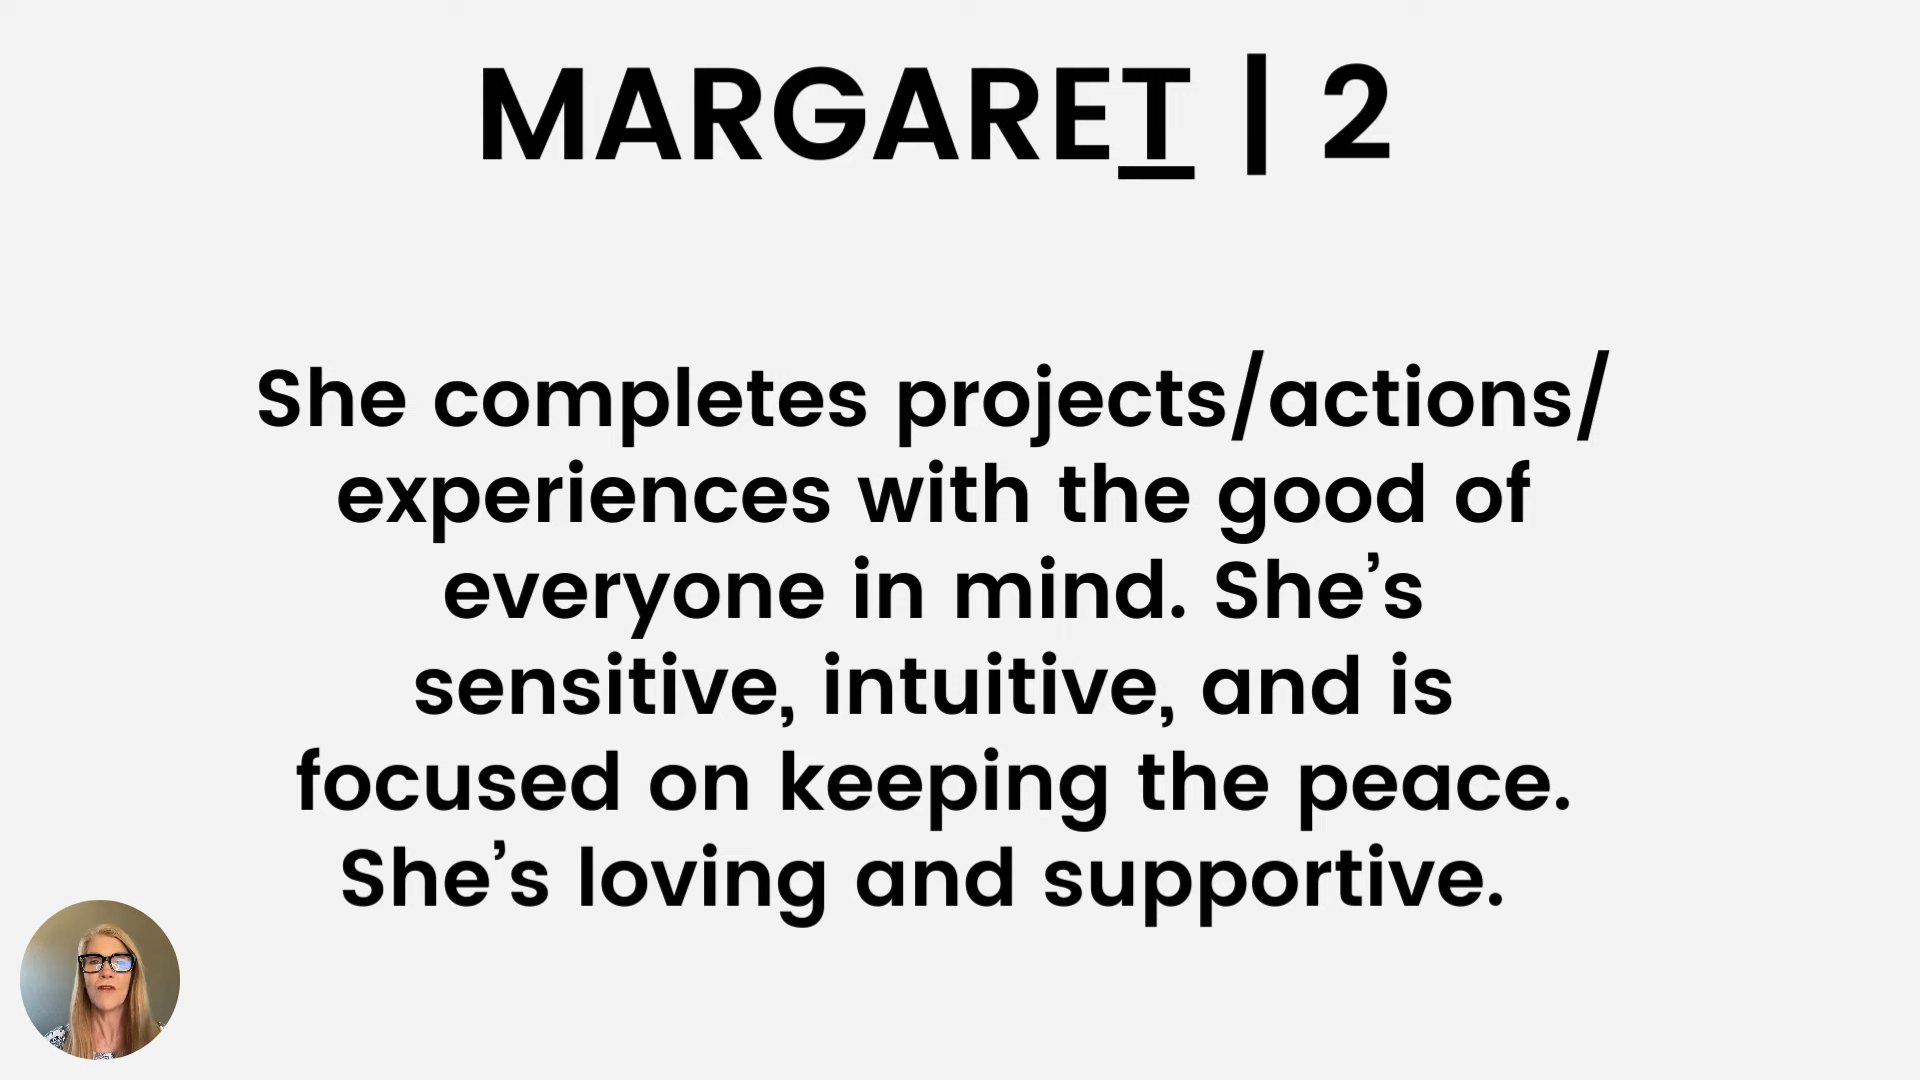 MARGARET | 2
She completes projects/actions/
experiences with the good of
everyone in mind. She’s
sensitive, intuitive, and is
focused on keeping the peace.
She’s loving and supportive.